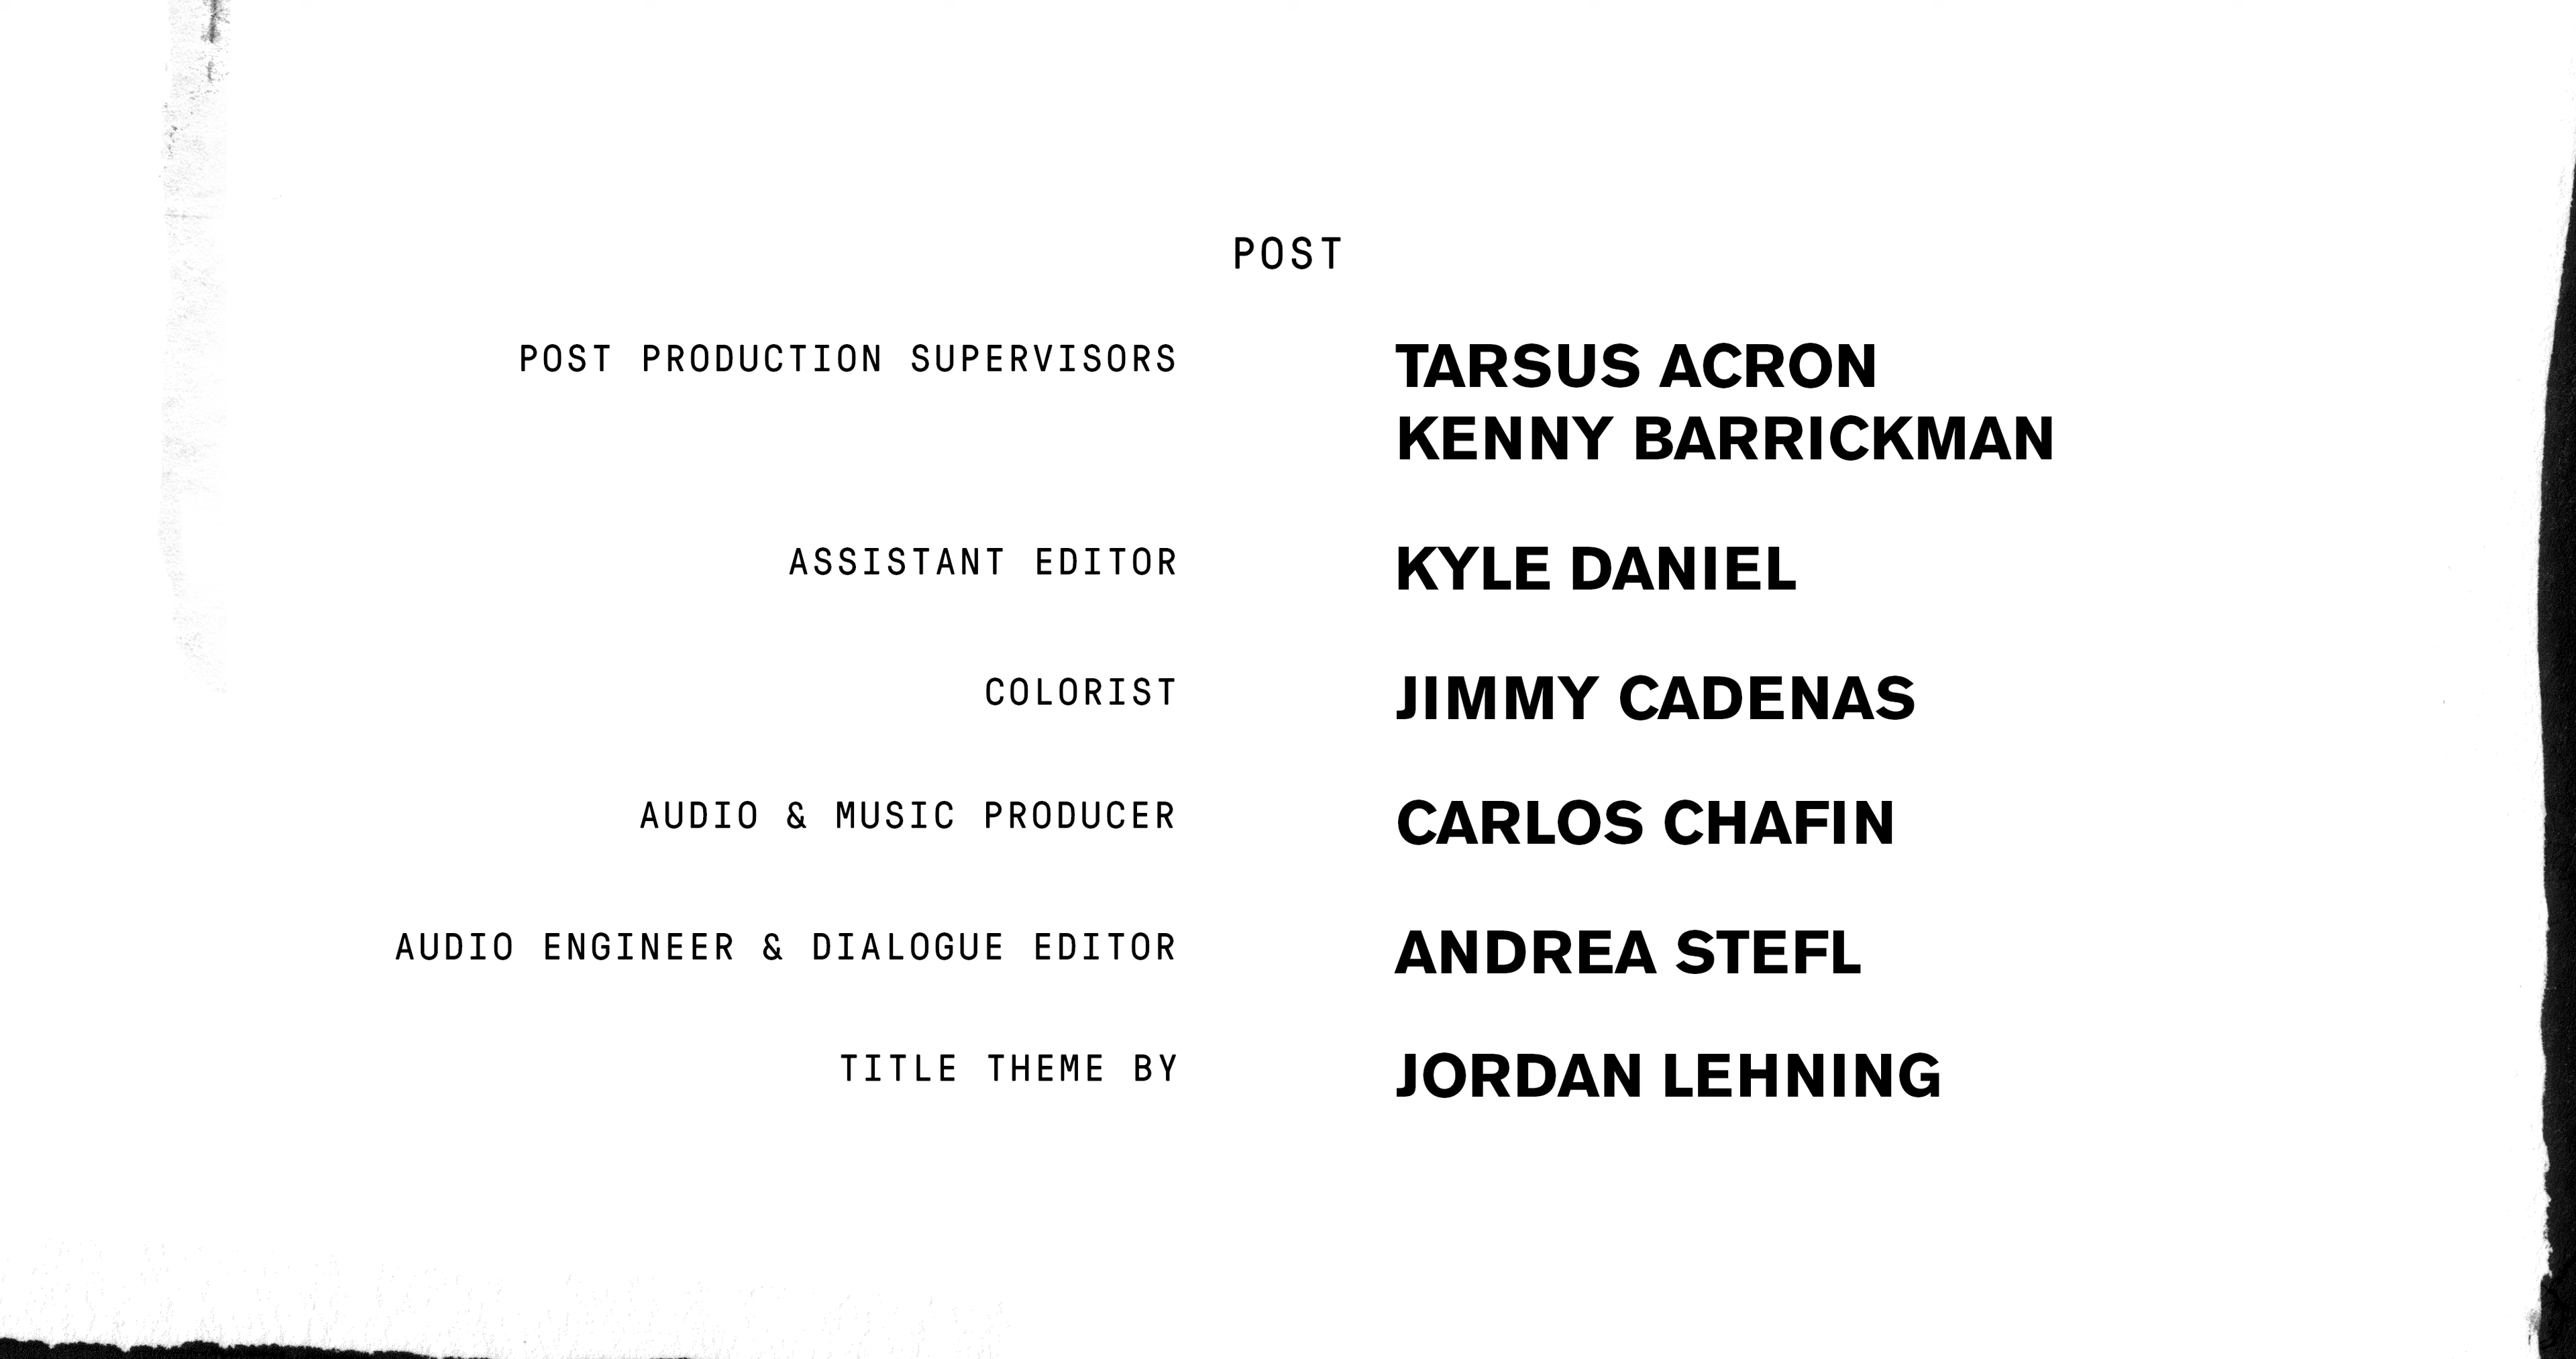 POST
POST PRODUCTION SUPERVISORS TARSUS ACRON
KENNY BARRICKMAN
ASSISTANT EDITOR KYLE DANIEL
COLORIST JIMMY CADENAS
AUDIO & MUSIC PRODUCER CARLOS CHAFIN
AUDIO ENGINEER & DIALOGUE EDITOR ANDREA STEFL
TITLE THEME BY JORDAN LEHNING